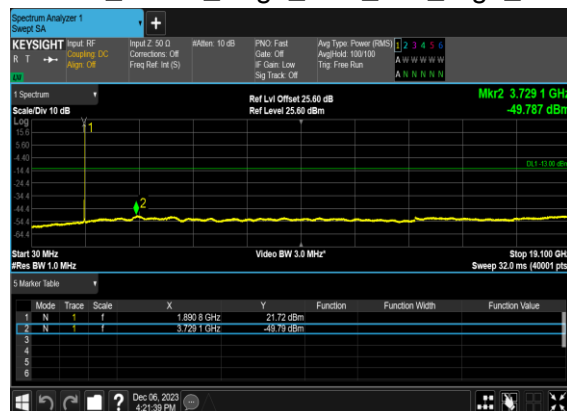 Spectrum Analyzer 1
Swept SA
+
KEYSIGHT Input: RF Input Z: 50 Ω #Atten: 10 dB PNO: Fast Avg Type: Power (RMS) 1 2 3 4 5 6
R T Coupling: DC Corrections: Off Gate: Off Avg|Hold: 100/100 A W W W W W
Align: Off Freq Ref: Int (S) IF Gain: Low Trig: Free Run
Sig Track: Off A N N N N N
1 Spectrum Ref Lvl Offset 25.60 dB Mkr2 3.729 1 GHz
Scale/Div 10 dB Ref Level 25.60 dBm -49.787 dBm
Log
15.6
1
5.60
-4.40
DL1 -13.00 dBm
-14.4
-24.4
-34.4
2
-44.4
-54.4
-64.4
Start 30 MHz Video BW 3.0 MHz* Stop 19.100 GHz
#Res BW 1.0 MHz Sweep 32.0 ms (40001 pts)
5 Marker Table
Mode Trace Scale X Y Function Function Width Function Value
1 N 1 f 1.890 8 GHz 21.72 dBm
2 N 1 f 3.729 1 GHz -49.79 dBm
3
4
5
6
? Dec 06, 2023
4:21:39 PM